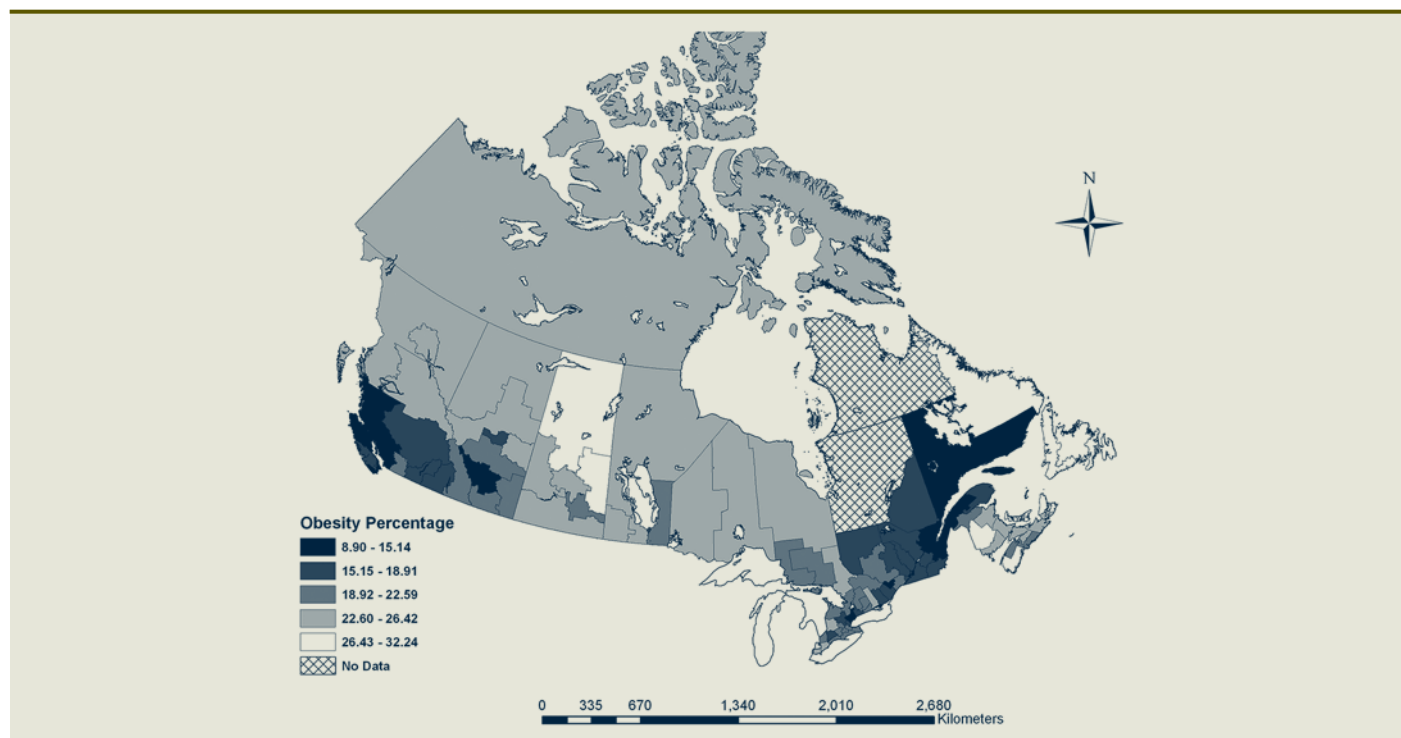 N
Obesity Percentage
8.90 - 15.14
15.15 - 18.91
18.92 - 22.59
22.60 - 26.42
26.43 - 32.24
No Data
0 335 670 1,340 2,010 2,680
Kilometers